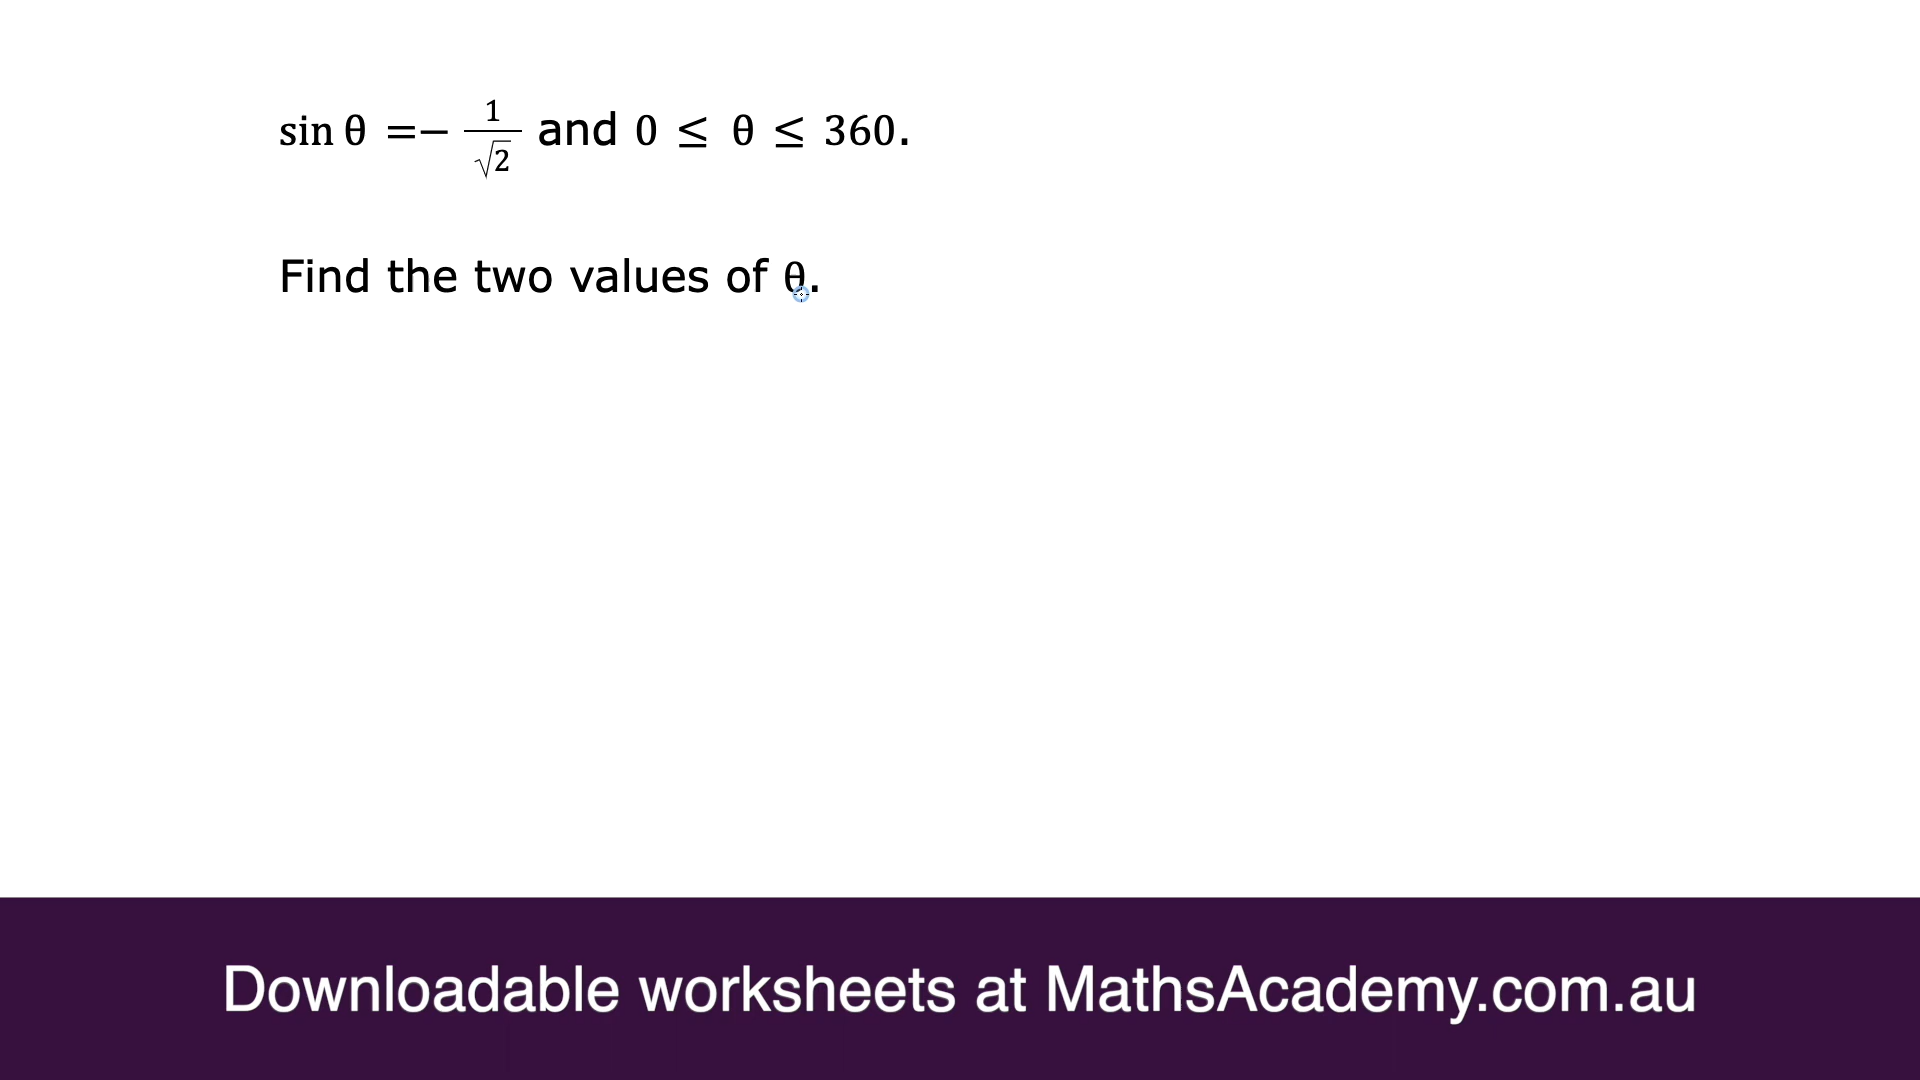 sin θ =− 1/√2 and 0 ≤ θ ≤ 360.
Find the two values of θ.
Downloadable worksheets at MathsAcademy.com.au